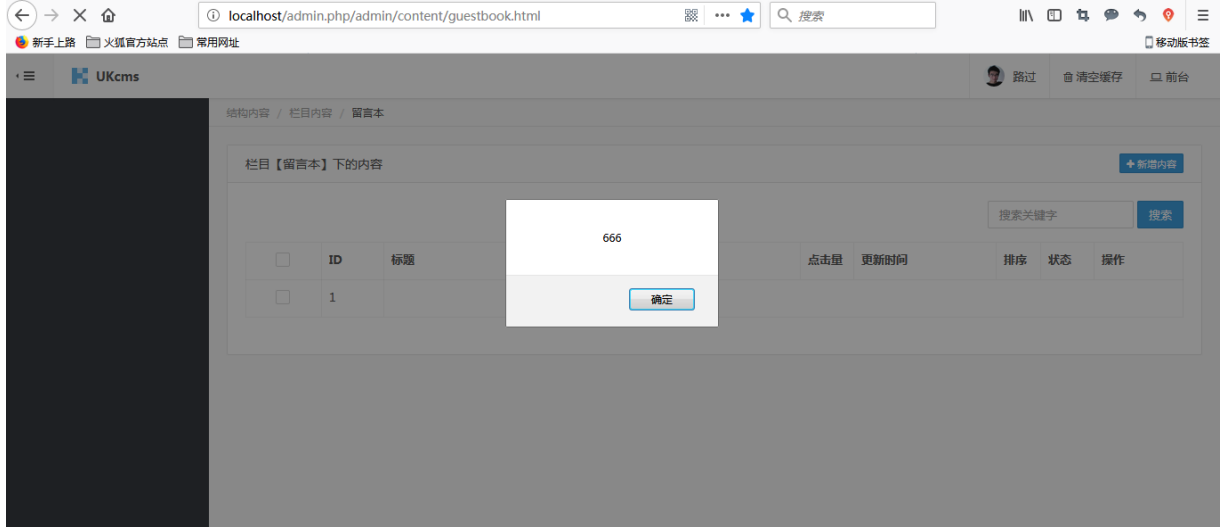 localhost/admin.php/admin/content/guestbook.html
搜索
新手上路 火狐官方站点 常用网址 移动版书签
UKcms 路过 清空缓存 前台
结构内容 / 栏目内容 / 留言本
栏目【留言本】下的内容 新增内容
搜索关键字 搜索
666
ID 标题 点击量 更新时间 排序 状态 操作
1
确定